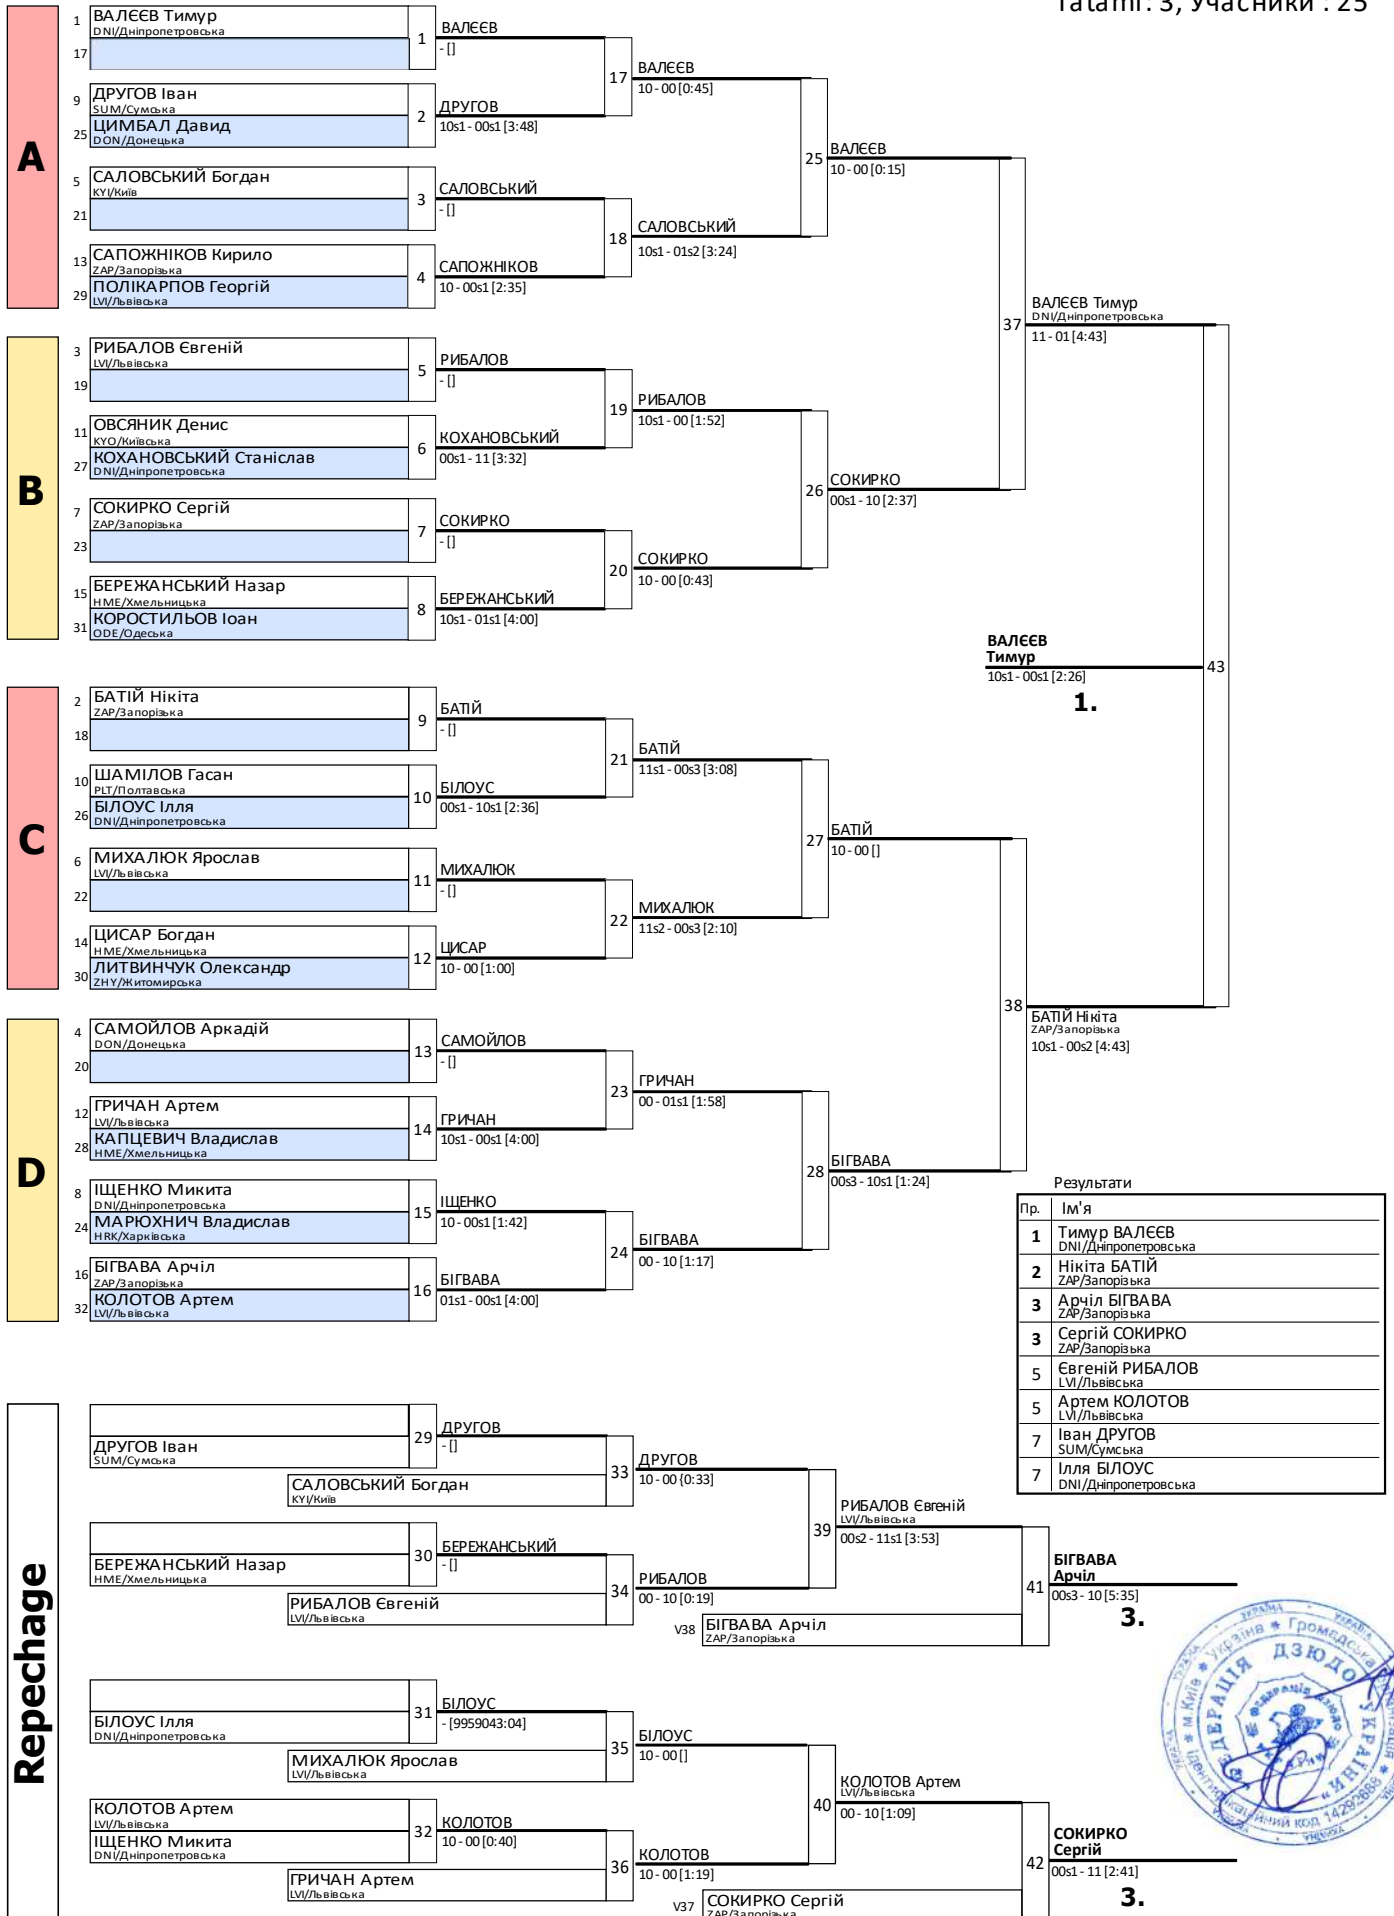 Tatami: 3, Учасники : 25
A
1 ВАЛЄЄВ Тимур
DNI/Дніпропетровська
17
1
ВАЛЄЄВ
- []
9 ДРУГОВ Іван
SUM/Сумська
25 ЦИМБАЛ Давид
DON/Донецька
2
ДРУГОВ
10s1 - 00s1 [3:48]
17
ВАЛЄЄВ
10 - 00 [0:45]
5 САЛОВСЬКИЙ Богдан
KYI/Київ
21
3
САЛОВСЬКИЙ
- []
13 САПОЖНІКОВ Кирило
ZAP/Запорізька
29 ПОЛІКАРПОВ Георгій
LVI/Львівська
4
САПОЖНІКОВ
10 - 00s1 [2:35]
18
САЛОВСЬКИЙ
10s1 - 01s2 [3:24]
25
ВАЛЄЄВ
10 - 00 [0:15]
B
3 РИБАЛОВ Євгеній
LVI/Львівська
19
5
РИБАЛОВ
- []
11 ОВСЯНИК Денис
KYO/Київська
27 КОХАНОВСЬКИЙ Станіслав
DNI/Дніпропетровська
6
КОХАНОВСЬКИЙ
00s1 - 11 [3:32]
19
РИБАЛОВ
10s1 - 00 [1:52]
7 СОКИРКО Сергій
ZAP/Запорізька
23
7
СОКИРКО
- []
15 БЕРЕЖАНСЬКИЙ Назар
HME/Хмельницька
31 КОРОСТИЛЬОВ Іоан
ODE/Одеська
8
БЕРЕЖАНСЬКИЙ
10s1 - 01s1 [4:00]
20
СОКИРКО
10 - 00 [0:43]
26
СОКИРКО
00s1 - 10 [2:37]
37
ВАЛЄЄВ Тимур
DNI/Дніпропетровська
11 - 01 [4:43]
ВАЛЄЄВ
Тимур
10s1 - 00s1 [2:26]
1.
43
C
2 БАТІЙ Нікіта
ZAP/Запорізька
18
9
БАТІЙ
- []
10 ШАМІЛОВ Гасан
PLT/Полтавська
26 БІЛОУС Ілля
DNI/Дніпропетровська
10
БІЛОУС
00s1 - 10s1 [2:36]
21
БАТІЙ
11s1 - 00s3 [3:08]
6 МИХАЛЮК Ярослав
LVI/Львівська
22
11
МИХАЛЮК
- []
14 ЦИСАР Богдан
HME/Хмельницька
30 ЛИТВИНЧУК Олександр
ZHY/Житомирська
12
ЦИСАР
10 - 00 [1:00]
22
МИХАЛЮК
11s2 - 00s3 [2:10]
27
БАТІЙ
10 - 00 []
D
4 САМОЙЛОВ Аркадій
DON/Донецька
20
13
САМОЙЛОВ
- []
12 ГРИЧАН Артем
LVI/Львівська
28 КАПЦЕВИЧ Владислав
HME/Хмельницька
14
ГРИЧАН
10s1 - 00s1 [4:00]
23
ГРИЧАН
00 - 01s1 [1:58]
8 ІЩЕНКО Микита
DNI/Дніпропетровська
24 МАРЮХНИЧ Владислав
HRK/Харківська
15
ІЩЕНКО
10 - 00s1 [1:42]
16 БІГВАВА Арчіл
ZAP/Запорізька
32 КОЛОТОВ Артем
LVI/Львівська
16
БІГВАВА
01s1 - 00s1 [4:00]
24
БІГВАВА
00 - 10 [1:17]
28
БІГВАВА
00s3 - 10s1 [1:24]
38
БАТІЙ Нікіта
ZAP/Запорізька
10s1 - 00s2 [4:43]
Результати
Пр. Ім'я
1 Тимур ВАЛЄЄВ
DNI/Дніпропетровська
2 Нікіта БАТІЙ
ZAP/Запорізька
3 Арчіл БІГВАВА
ZAP/Запорізька
3 Сергій СОКИРКО
ZAP/Запорізька
5 Євгеній РИБАЛОВ
LVI/Львівська
5 Артем КОЛОТОВ
LVI/Львівська
7 Іван ДРУГОВ
SUM/Сумська
7 Ілля БІЛОУС
DNI/Дніпропетровська
Repechage
ДРУГОВ Іван
SUM/Сумська
29
ДРУГОВ
- []
САЛОВСЬКИЙ Богдан
KYI/Київ
33
ДРУГОВ
10 - 00 {0:33]
БЕРЕЖАНСЬКИЙ Назар
HME/Хмельницька
30
БЕРЕЖАНСЬКИЙ
- []
РИБАЛОВ Євгеній
LVI/Львівська
34
РИБАЛОВ
00 - 10 [0:19]
39
РИБАЛОВ Євгеній
LVI/Львівська
00s2 - 11s1 [3:53]
V38 БІГВАВА Арчіл
ZAP/Запорізька
41
БІГВАВА
Арчіл
00s3 - 10 [5:35]
3.
БІЛОУС Ілля
DNI/Дніпропетровська
31
БІЛОУС
- [9959043:04]
МИХАЛЮК Ярослав
LVI/Львівська
35
БІЛОУС
10 - 00 []
КОЛОТОВ Артем
LVI/Львівська
ІЩЕНКО Микита
DNI/Дніпропетровська
32
КОЛОТОВ
10 - 00 [0:40]
ГРИЧАН Артем
LVI/Львівська
36
КОЛОТОВ
10 - 00 [1:19]
40
КОЛОТОВ Артем
LVI/Львівська
00 - 10 [1:09]
V37 СОКИРКО Сергій
ZAP/Запорізька
42
СОКИРКО
Сергій
00s1 - 11 [2:41]
3.
м.Київ * Україна * Громадська
ФЕДЕРАЦІЯ ДЗЮДО УКРАЇНИ
код 14292688